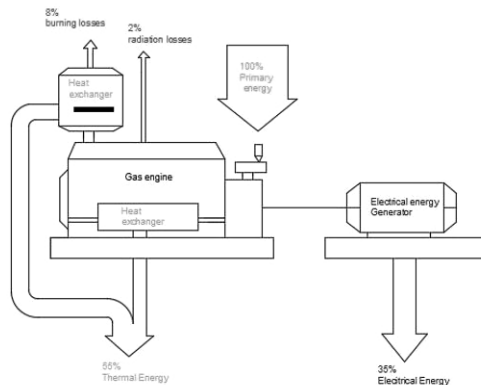 8%
burning losses
2%
radiation losses
100%
Primary
energy
Heat
exchanger
Gas engine
Heat
exchanger
Electrical energy
Generator
55%
Thermal Energy
35%
Elecitrical Energy